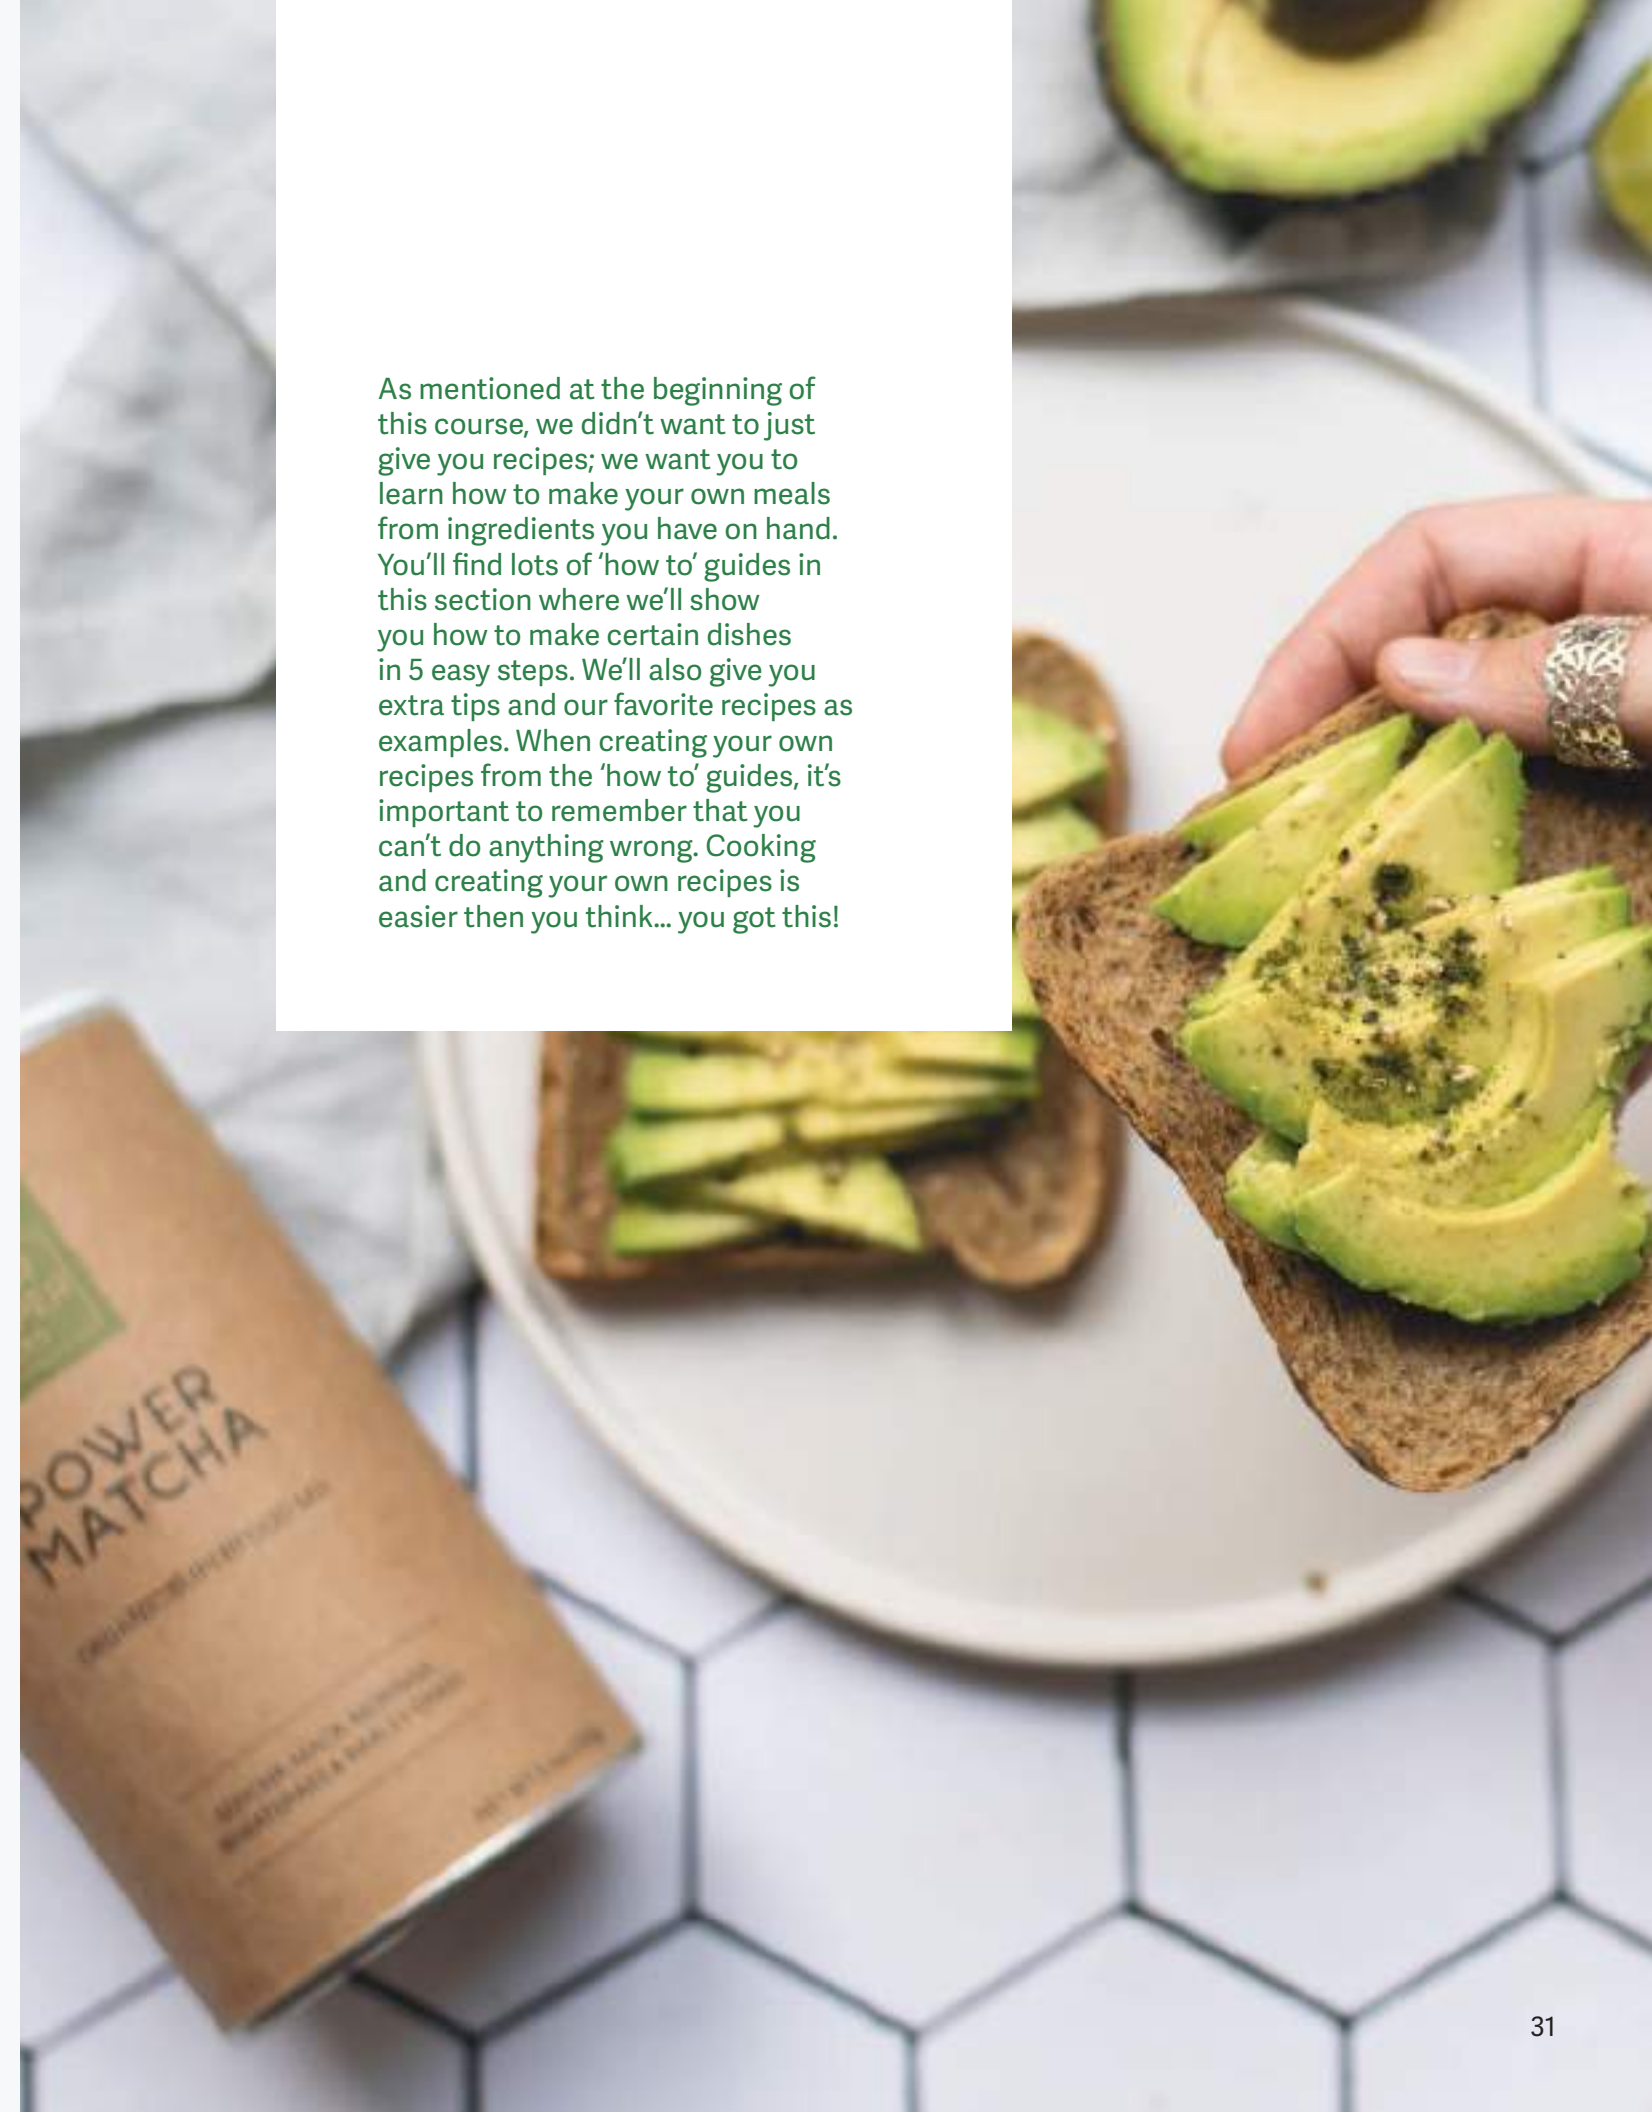 As mentioned at the beginning of
this course, we didn’t want to just
give you recipes; we want you to
learn how to make your own meals
from ingredients you have on hand.
You’ll find lots of ‘how to’ guides in
this section where we’ll show
you how to make certain dishes
in 5 easy steps. We’ll also give you
extra tips and our favorite recipes as
examples. When creating your own
recipes from the ‘how to’ guides, it’s
important to remember that you
can’t do anything wrong. Cooking
and creating your own recipes is
easier then you think... you got this!
POWER
MATCHA
31